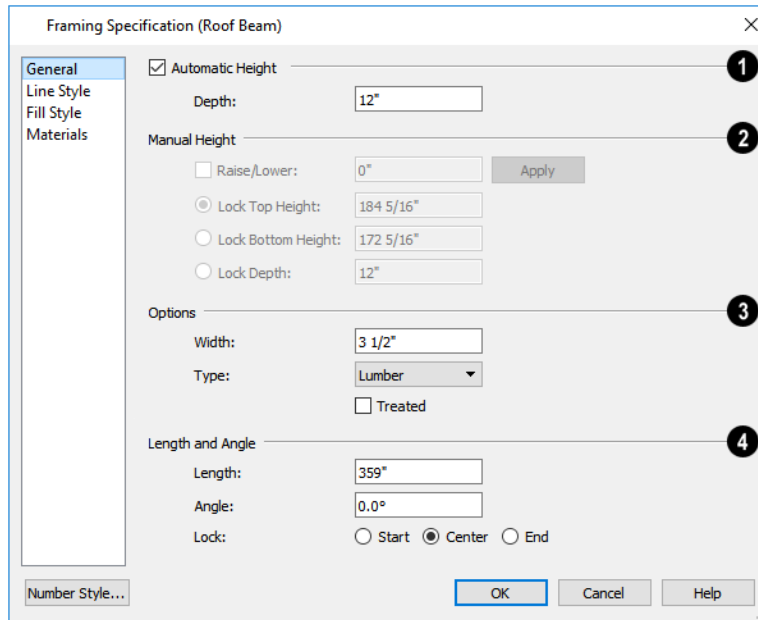 Framing Specification (Roof Beam)
General
Line Style
Fill Style
Materials
Automatic Height
1
Depth: 12"
Manual Height
2
Raise/Lower: 0" Apply
Lock Top Height: 184 5/16"
Lock Bottom Height: 172 5/16"
Lock Depth: 12"
Options
3
Width: 3 1/2"
Type: Lumber
Treated
Length and Angle
4
Length: 359"
Angle: 0.0°
Lock: Start Center End
Number Style... OK Cancel Help